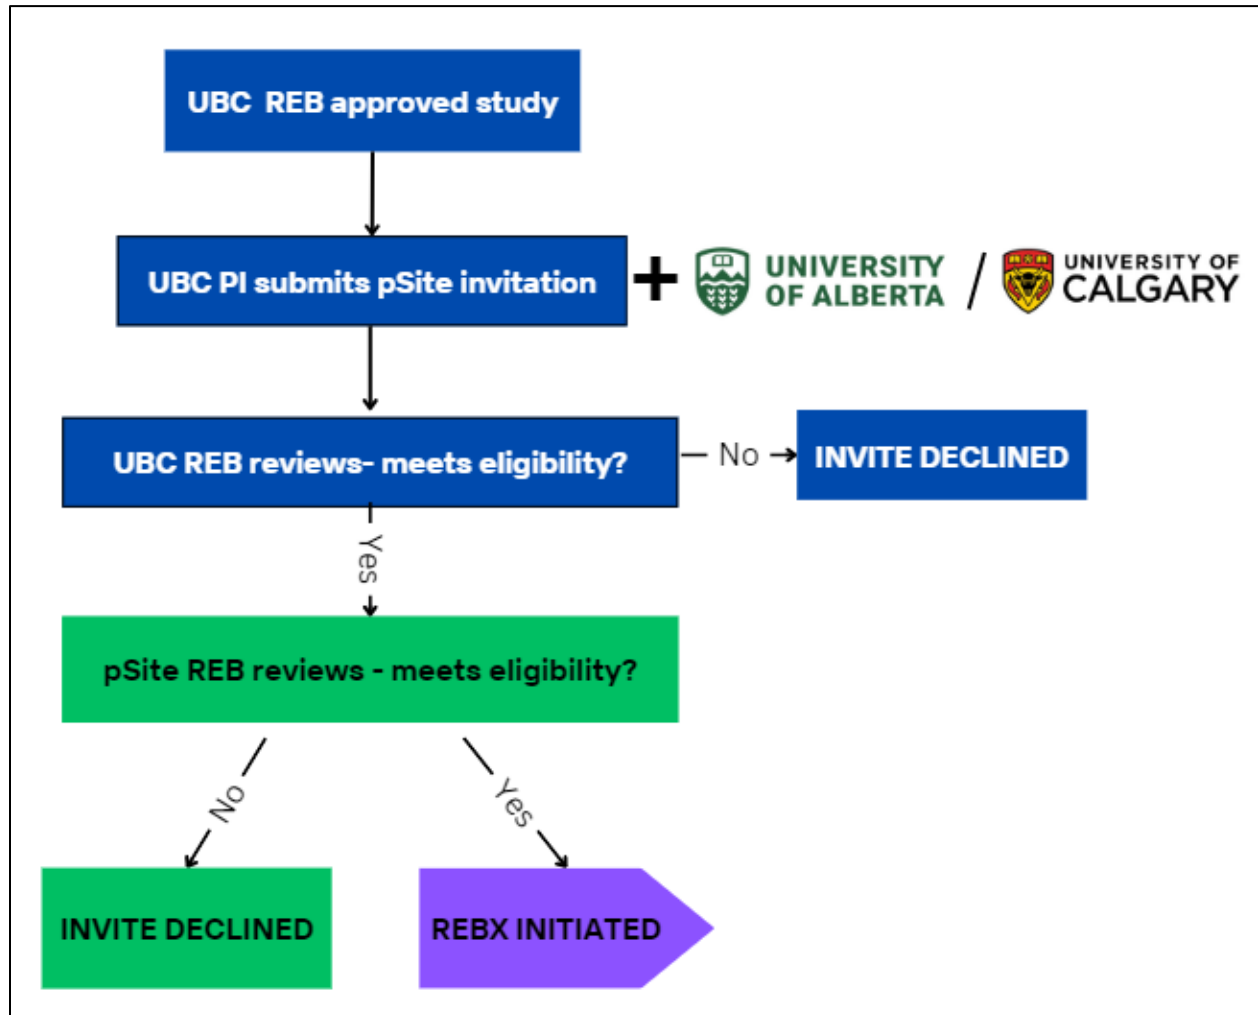 UBC  REB approved study
UBC PI submits pSite invitation
+
UNIVERSITY
OF ALBERTA
/
UNIVERSITY OF
CALGARY
UBC REB reviews- meets eligibility?
No
INVITE DECLINED
Yes
pSite REB reviews - meets eligibility?
No
Yes
INVITE DECLINED
REBX INITIATED